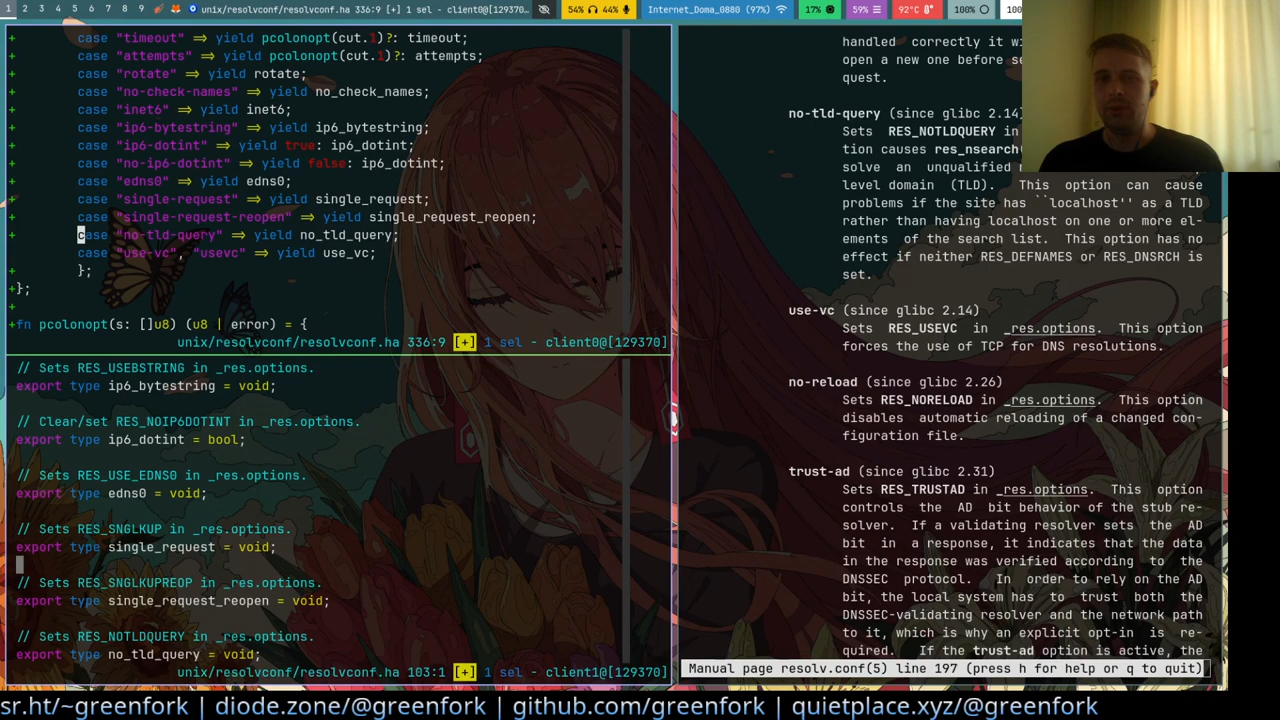 1 2 3 4 5 6 7 8 9 unix/resolvconf/resolvconf.ha 336:9 [+] 1 sel - client0@[129370]… 54% 44% Internet_Doma_0880 (97%) 17% 59% 92°C 100% 100
+ case "timeout" => yield pcolonopt(cut.1)?: timeout;
+ case "attempts" => yield pcolonopt(cut.1)?: attempts;
+ case "rotate" => yield rotate;
+ case "no-check-names" => yield no_check_names;
+ case "inet6" => yield inet6;
+ case "ip6-bytestring" => yield ip6_bytestring;
+ case "ip6-dotint" => yield true: ip6_dotint;
+ case "no-ip6-dotint" => yield false: ip6_dotint;
+ case "edns0" => yield edns0;
+ case "single-request" => yield single_request;
+ case "single-request-reopen" => yield single_request_reopen;
+ case "no-tld-query" => yield no_tld_query;
case "use-vc", "usevc" => yield use_vc;
+ };
+};
+
+fn pcolonopt(s: []u8) (u8 | error) = {
unix/resolvconf/resolvconf.ha 336:9 [+] 1 sel - client0@[129370]
// Sets RES_USEBSTRING in _res.options.
export type ip6_bytestring = void;
// Clear/set RES_NOIP6DOTINT in _res.options.
export type ip6_dotint = bool;
// Sets RES_USE_EDNS0 in _res.options.
export type edns0 = void;
// Sets RES_SNGLKUP in _res.options.
export type single_request = void;
// Sets RES_SNGLKUPREOP in _res.options.
export type single_request_reopen = void;
// Sets RES_NOTLDQUERY in _res.options.
export type no_tld_query = void;
unix/resolvconf/resolvconf.ha 103:1 [+] 1 sel - client1@[129370]
handled correctly it wi
open a new one before se
quest.
no-tld-query (since glibc 2.14)
Sets RES_NOTLDQUERY in
tion causes res_nsearch(
solve an unqualified n
level domain (TLD). This option can cause
problems if the site has ``localhost'' as a TLD
rather than having localhost on one or more el-
ements of the search list. This option has no
effect if neither RES_DEFNAMES or RES_DNSRCH is
set.
use-vc (since glibc 2.14)
Sets RES_USEVC in _res.options. This option
forces the use of TCP for DNS resolutions.
no-reload (since glibc 2.26)
Sets RES_NORELOAD in _res.options. This option
disables automatic reloading of a changed con-
figuration file.
trust-ad (since glibc 2.31)
Sets RES_TRUSTAD in _res.options. This option
controls the AD bit behavior of the stub re-
solver. If a validating resolver sets the AD
bit in a response, it indicates that the data
in the response was verified according to the
DNSSEC protocol. In order to rely on the AD
bit, the local system has to trust both the
DNSSEC-validating resolver and the network path
to it, which is why an explicit opt-in is re-
quired. If the trust-ad option is active, the
Manual page resolv.conf(5) line 197 (press h for help or q to quit)
sr.ht/~greenfork | diode.zone/@greenfork | github.com/greenfork | quietplace.xyz/@greenfork